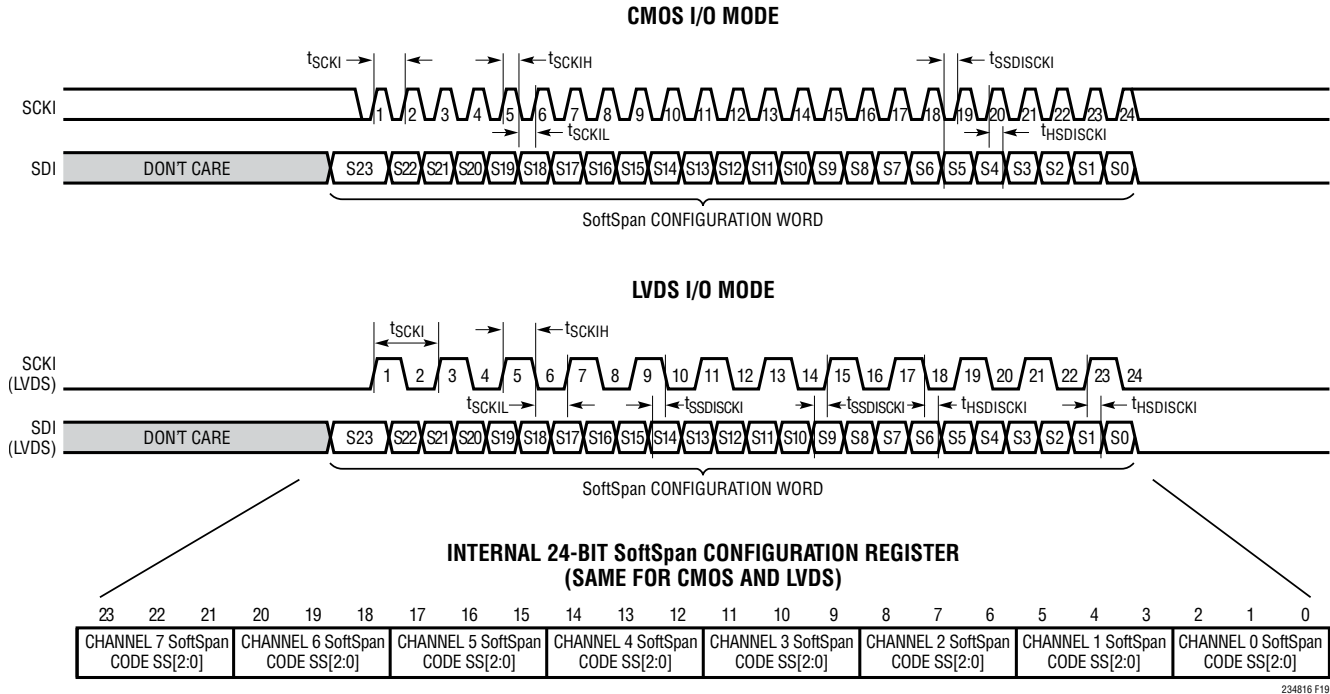 CMOS I/O MODE
tSCKI
tSCKIH
tSSDISCKI
SCKI
1 2 3 4 5 6 7 8 9 10 11 12 13 14 15 16 17 18 19 20 21 22 23 24
tSCKIL
tHSDISCKI
SDI
DON'T CARE
S23 S22 S21 S20 S19 S18 S17 S16 S15 S14 S13 S12 S11 S10 S9 S8 S7 S6 S5 S4 S3 S2 S1 S0
SoftSpan CONFIGURATION WORD
LVDS I/O MODE
tSCKI
tSCKIH
SCKI
(LVDS)
1 2 3 4 5 6 7 8 9 10 11 12 13 14 15 16 17 18 19 20 21 22 23 24
tSCKIL
tSSDISCKI
tSSDISCKI
tHSDISCKI
tHSDISCKI
SDI
(LVDS)
DON'T CARE
S23 S22 S21 S20 S19 S18 S17 S16 S15 S14 S13 S12 S11 S10 S9 S8 S7 S6 S5 S4 S3 S2 S1 S0
SoftSpan CONFIGURATION WORD
INTERNAL 24-BIT SoftSpan CONFIGURATION REGISTER
(SAME FOR CMOS AND LVDS)
23 22 21 20 19 18 17 16 15 14 13 12 11 10 9 8 7 6 5 4 3 2 1 0
CHANNEL 7 SoftSpan
CODE SS[2:0]
CHANNEL 6 SoftSpan
CODE SS[2:0]
CHANNEL 5 SoftSpan
CODE SS[2:0]
CHANNEL 4 SoftSpan
CODE SS[2:0]
CHANNEL 3 SoftSpan
CODE SS[2:0]
CHANNEL 2 SoftSpan
CODE SS[2:0]
CHANNEL 1 SoftSpan
CODE SS[2:0]
CHANNEL 0 SoftSpan
CODE SS[2:0]
234816 F19